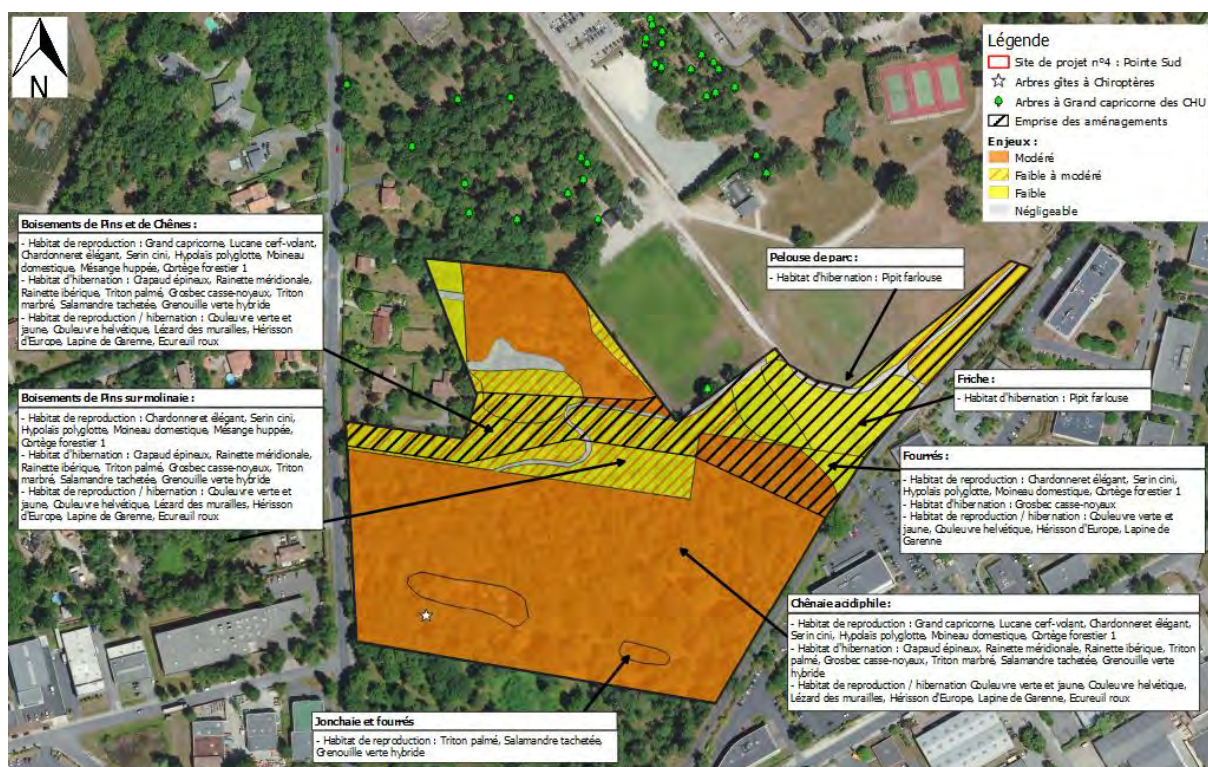 N
Légende
Site de projet n°4 : Pointe Sud
Arbres gîtes à Chiroptères
Arbres à Grand capricorne des CHU
Emprise des aménagements
Enjeux :
Modéré
Faible à modéré
Faible
Négligeable
Boisements de Pins et de Chênes :
- Habitat de reproduction : Grand capricorne, Lucane cerf-volant,
Chardonneret élégant, Serin cini, Hypolaïs polyglotte, Moineau
domestique, Mésange huppée, Cortège forestier 1
- Habitat d'hibernation : Crapaud épineux, Rainette méridionale,
Rainette ibérique, Triton palmé, Grosbec casse-noyaux, Triton
marbré, Salamandre tachetée, Grenouille verte hybride
- Habitat de reproduction / hibernation : Couleuvre verte et
jaune, Couleuvre helvétique, Lézard des murailles, Hérisson
d'Europe, Lapine de Garenne, Ecureuil roux
Pelouse de parc :
- Habitat d'hibernation : Pipit farlouse
Friche :
- Habitat d'hibernation : Pipit farlouse
Boisements de Pins sur molinaie :
- Habitat de reproduction : Chardonneret élégant, Serin cini,
Hypolaïs polyglotte, Moineau domestique, Mésange huppée,
Cortège forestier 1
- Habitat d'hibernation : Crapaud épineux, Rainette méridionale,
Rainette ibérique, Triton palmé, Grosbec casse-noyaux, Triton
marbré, Salamandre tachetée, Grenouille verte hybride
- Habitat de reproduction / hibernation : Couleuvre verte et
jaune, Couleuvre helvétique, Lézard des murailles, Hérisson
d'Europe, Lapine de Garenne, Ecureuil roux
Fourrés :
- Habitat de reproduction : Chardonneret élégant, Serin cini,
Hypolaïs polyglotte, Moineau domestique, Cortège forestier 1
- Habitat d'hibernation : Grosbec casse-noyaux
- Habitat de reproduction / hibernation : Couleuvre verte et
jaune, Couleuvre helvétique, Hérisson d'Europe, Lapine de
Garenne
Chênaie acidiphile :
- Habitat de reproduction : Grand capricorne, Lucane cerf-volant, Chardonneret élégant,
Serin cini, Hypolaïs polyglotte, Moineau domestique, Cortège forestier 1
- Habitat d'hibernation : Crapaud épineux, Rainette méridionale, Rainette ibérique, Triton
palmé, Grosbec casse-noyaux, Triton marbré, Salamandre tachetée, Grenouille verte
hybride
- Habitat de reproduction / hibernation Couleuvre verte et jaune, Couleuvre helvétique,
Lézard des murailles, Hérisson d'Europe, Lapine de Garenne, Ecureuil roux
Jonchaie et fourrés
- Habitat de reproduction : Triton palmé, Salamandre tachetée,
Grenouille verte hybride